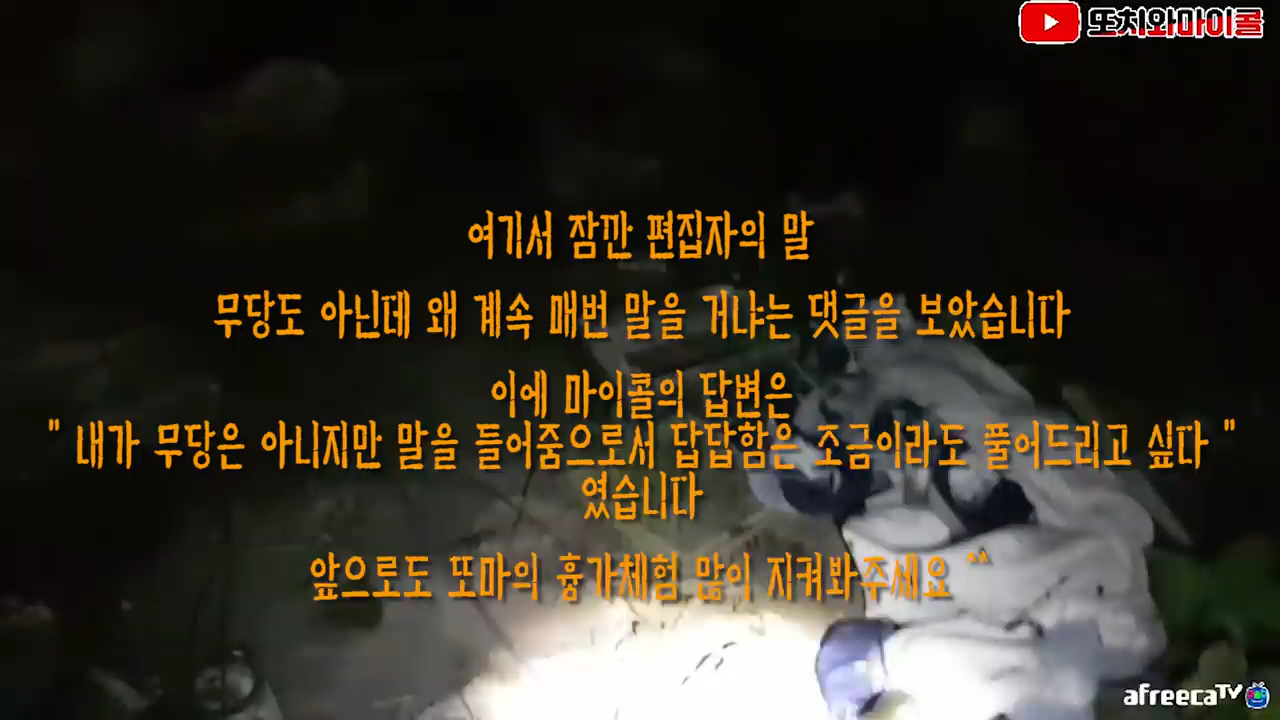 또치와마이콜
여기서 잠깐 편집자의 말
무당도 아닌데 왜 계속 매번 말을 거냐는 댓글을 보았습니다
이에 마이콜의 답변은
" 내가 무당은 아니지만 말을 들어줌으로서 답답함은 조금이라도 풀어드리고 싶다 "
였습니다
앞으로도 또마의 흉가체험 많이 지켜봐주세요 ^^
afreecaTV